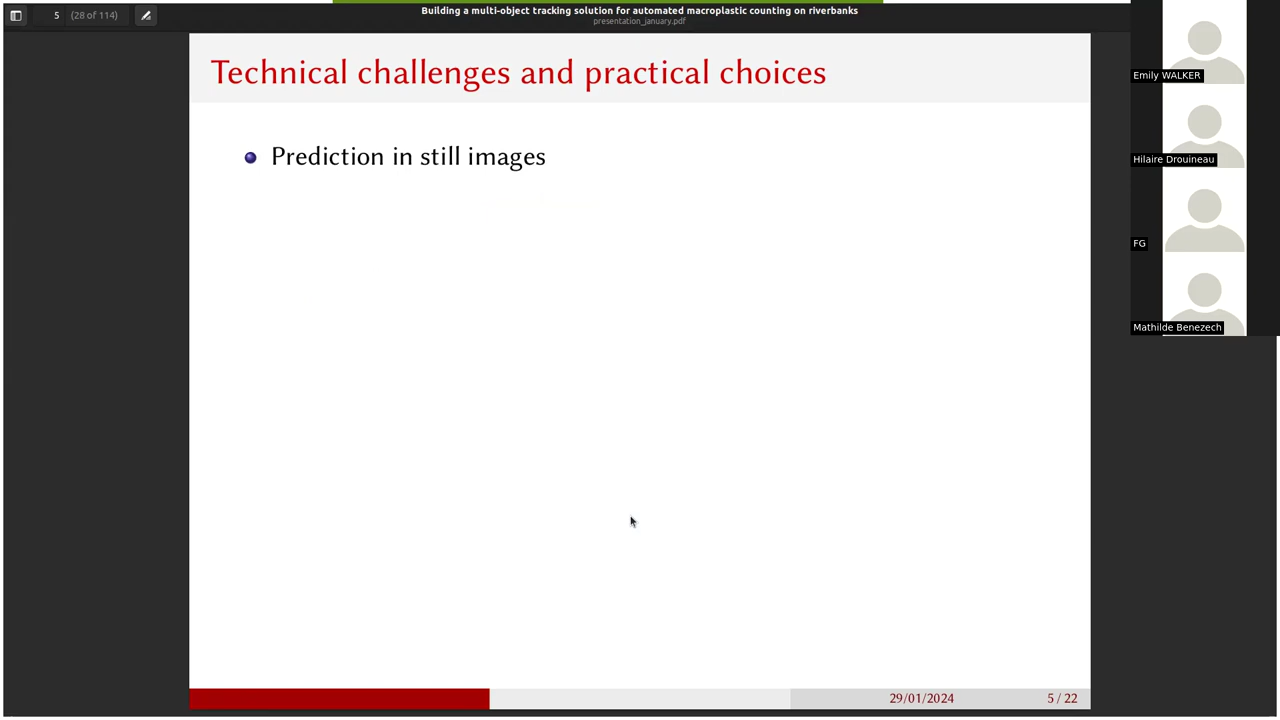 5 (28 of 114)
Building a multi-object tracking solution for automated macroplastic counting on riverbanks
presentation_january.pdf
Emily WALKER
Hilaire Drouineau
FG
Mathilde Benezech
Technical challenges and practical choices
Prediction in still images
29/01/2024 5 / 22